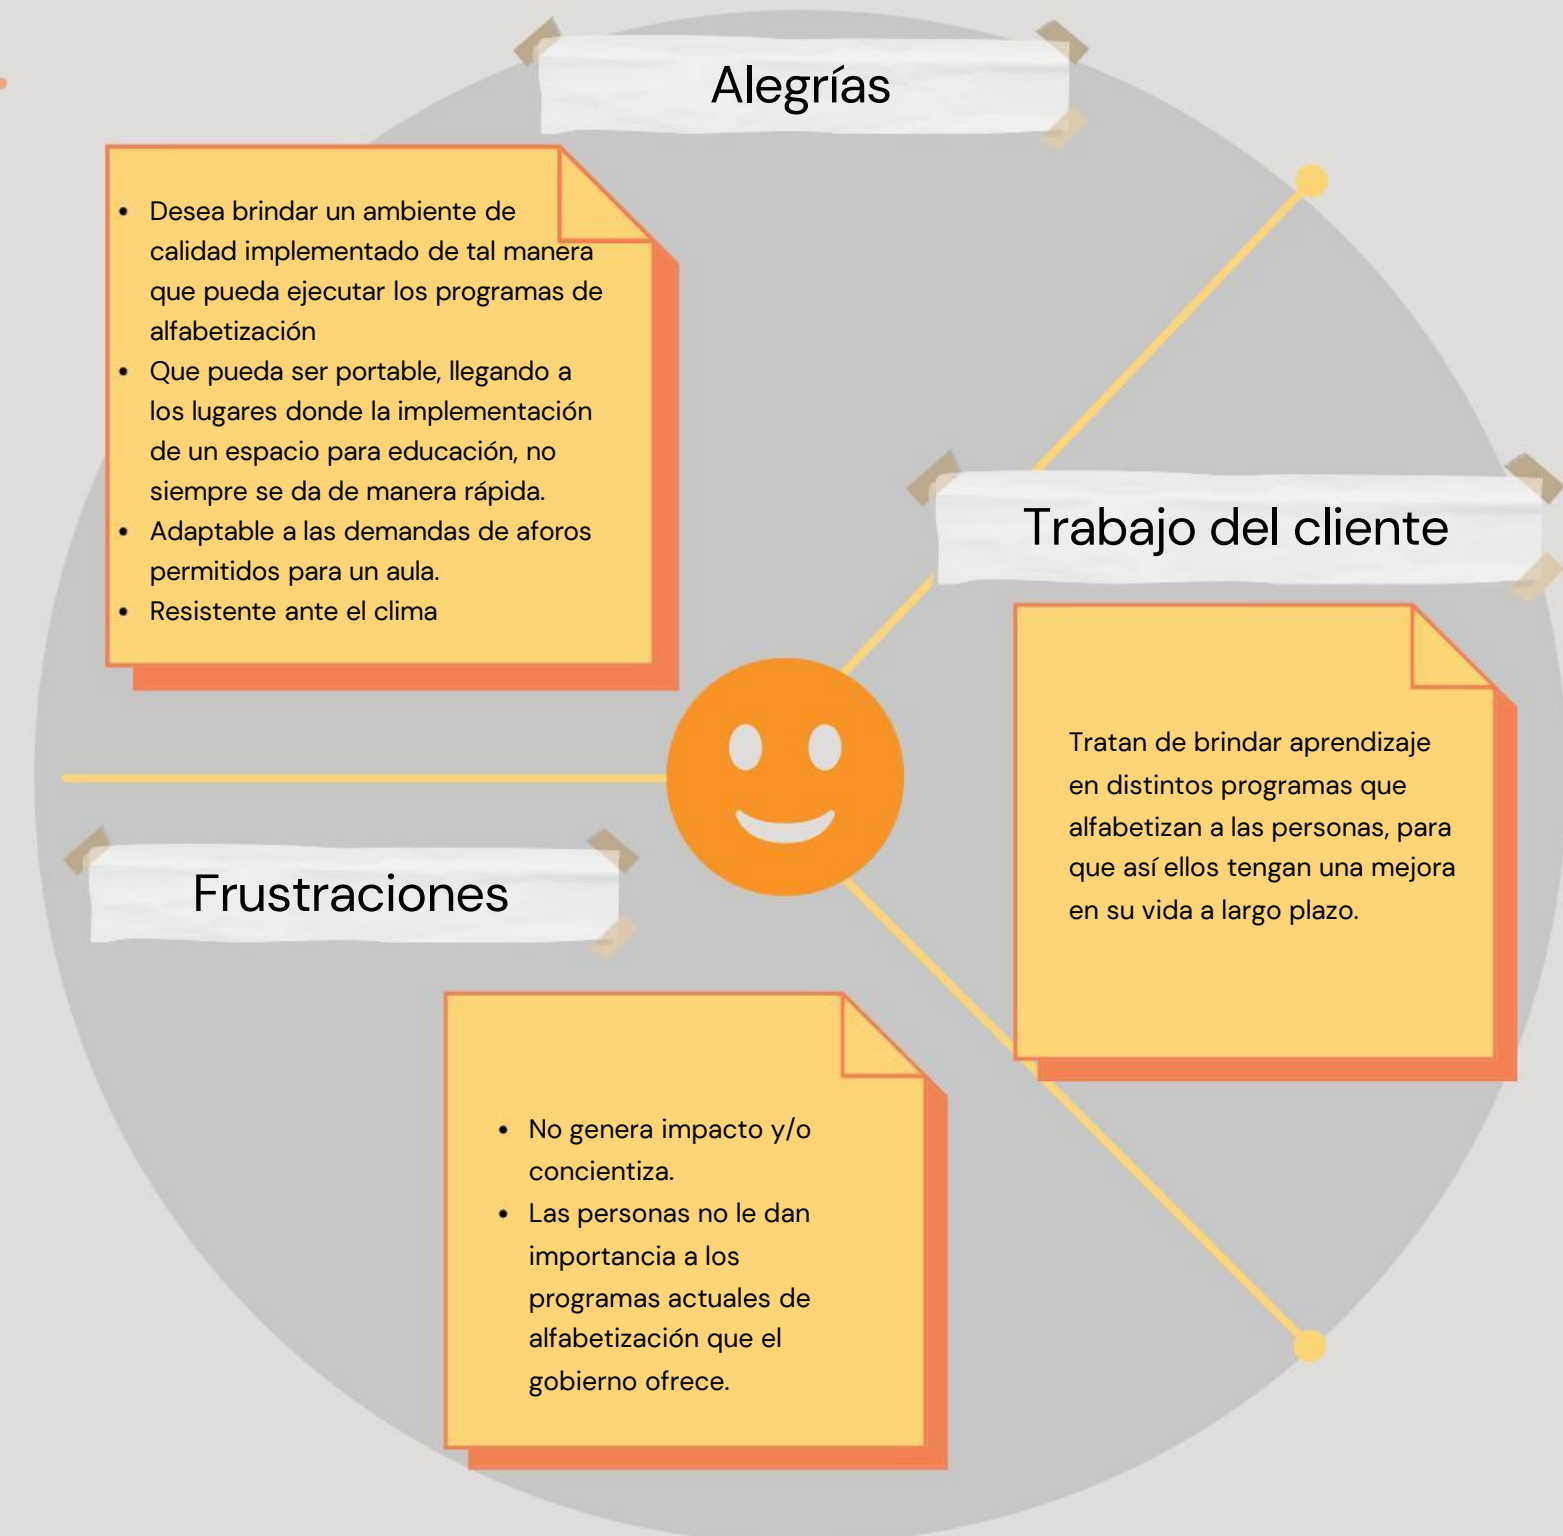 Alegrías
• Desea brindar un ambiente de
calidad implementado de tal manera
que pueda ejecutar los programas de
alfabetización
• Que pueda ser portable, llegando a
los lugares donde la implementación
de un espacio para educación, no
siempre se da de manera rápida.
• Adaptable a las demandas de aforos
permitidos para un aula.
• Resistente ante el clima
Trabajo del cliente
Tratan de brindar aprendizaje
en distintos programas que
alfabetizan a las personas, para
que así ellos tengan una mejora
en su vida a largo plazo.
Frustraciones
• No genera impacto y/o
concientiza.
• Las personas no le dan
importancia a los
programas actuales de
alfabetización que el
gobierno ofrece.